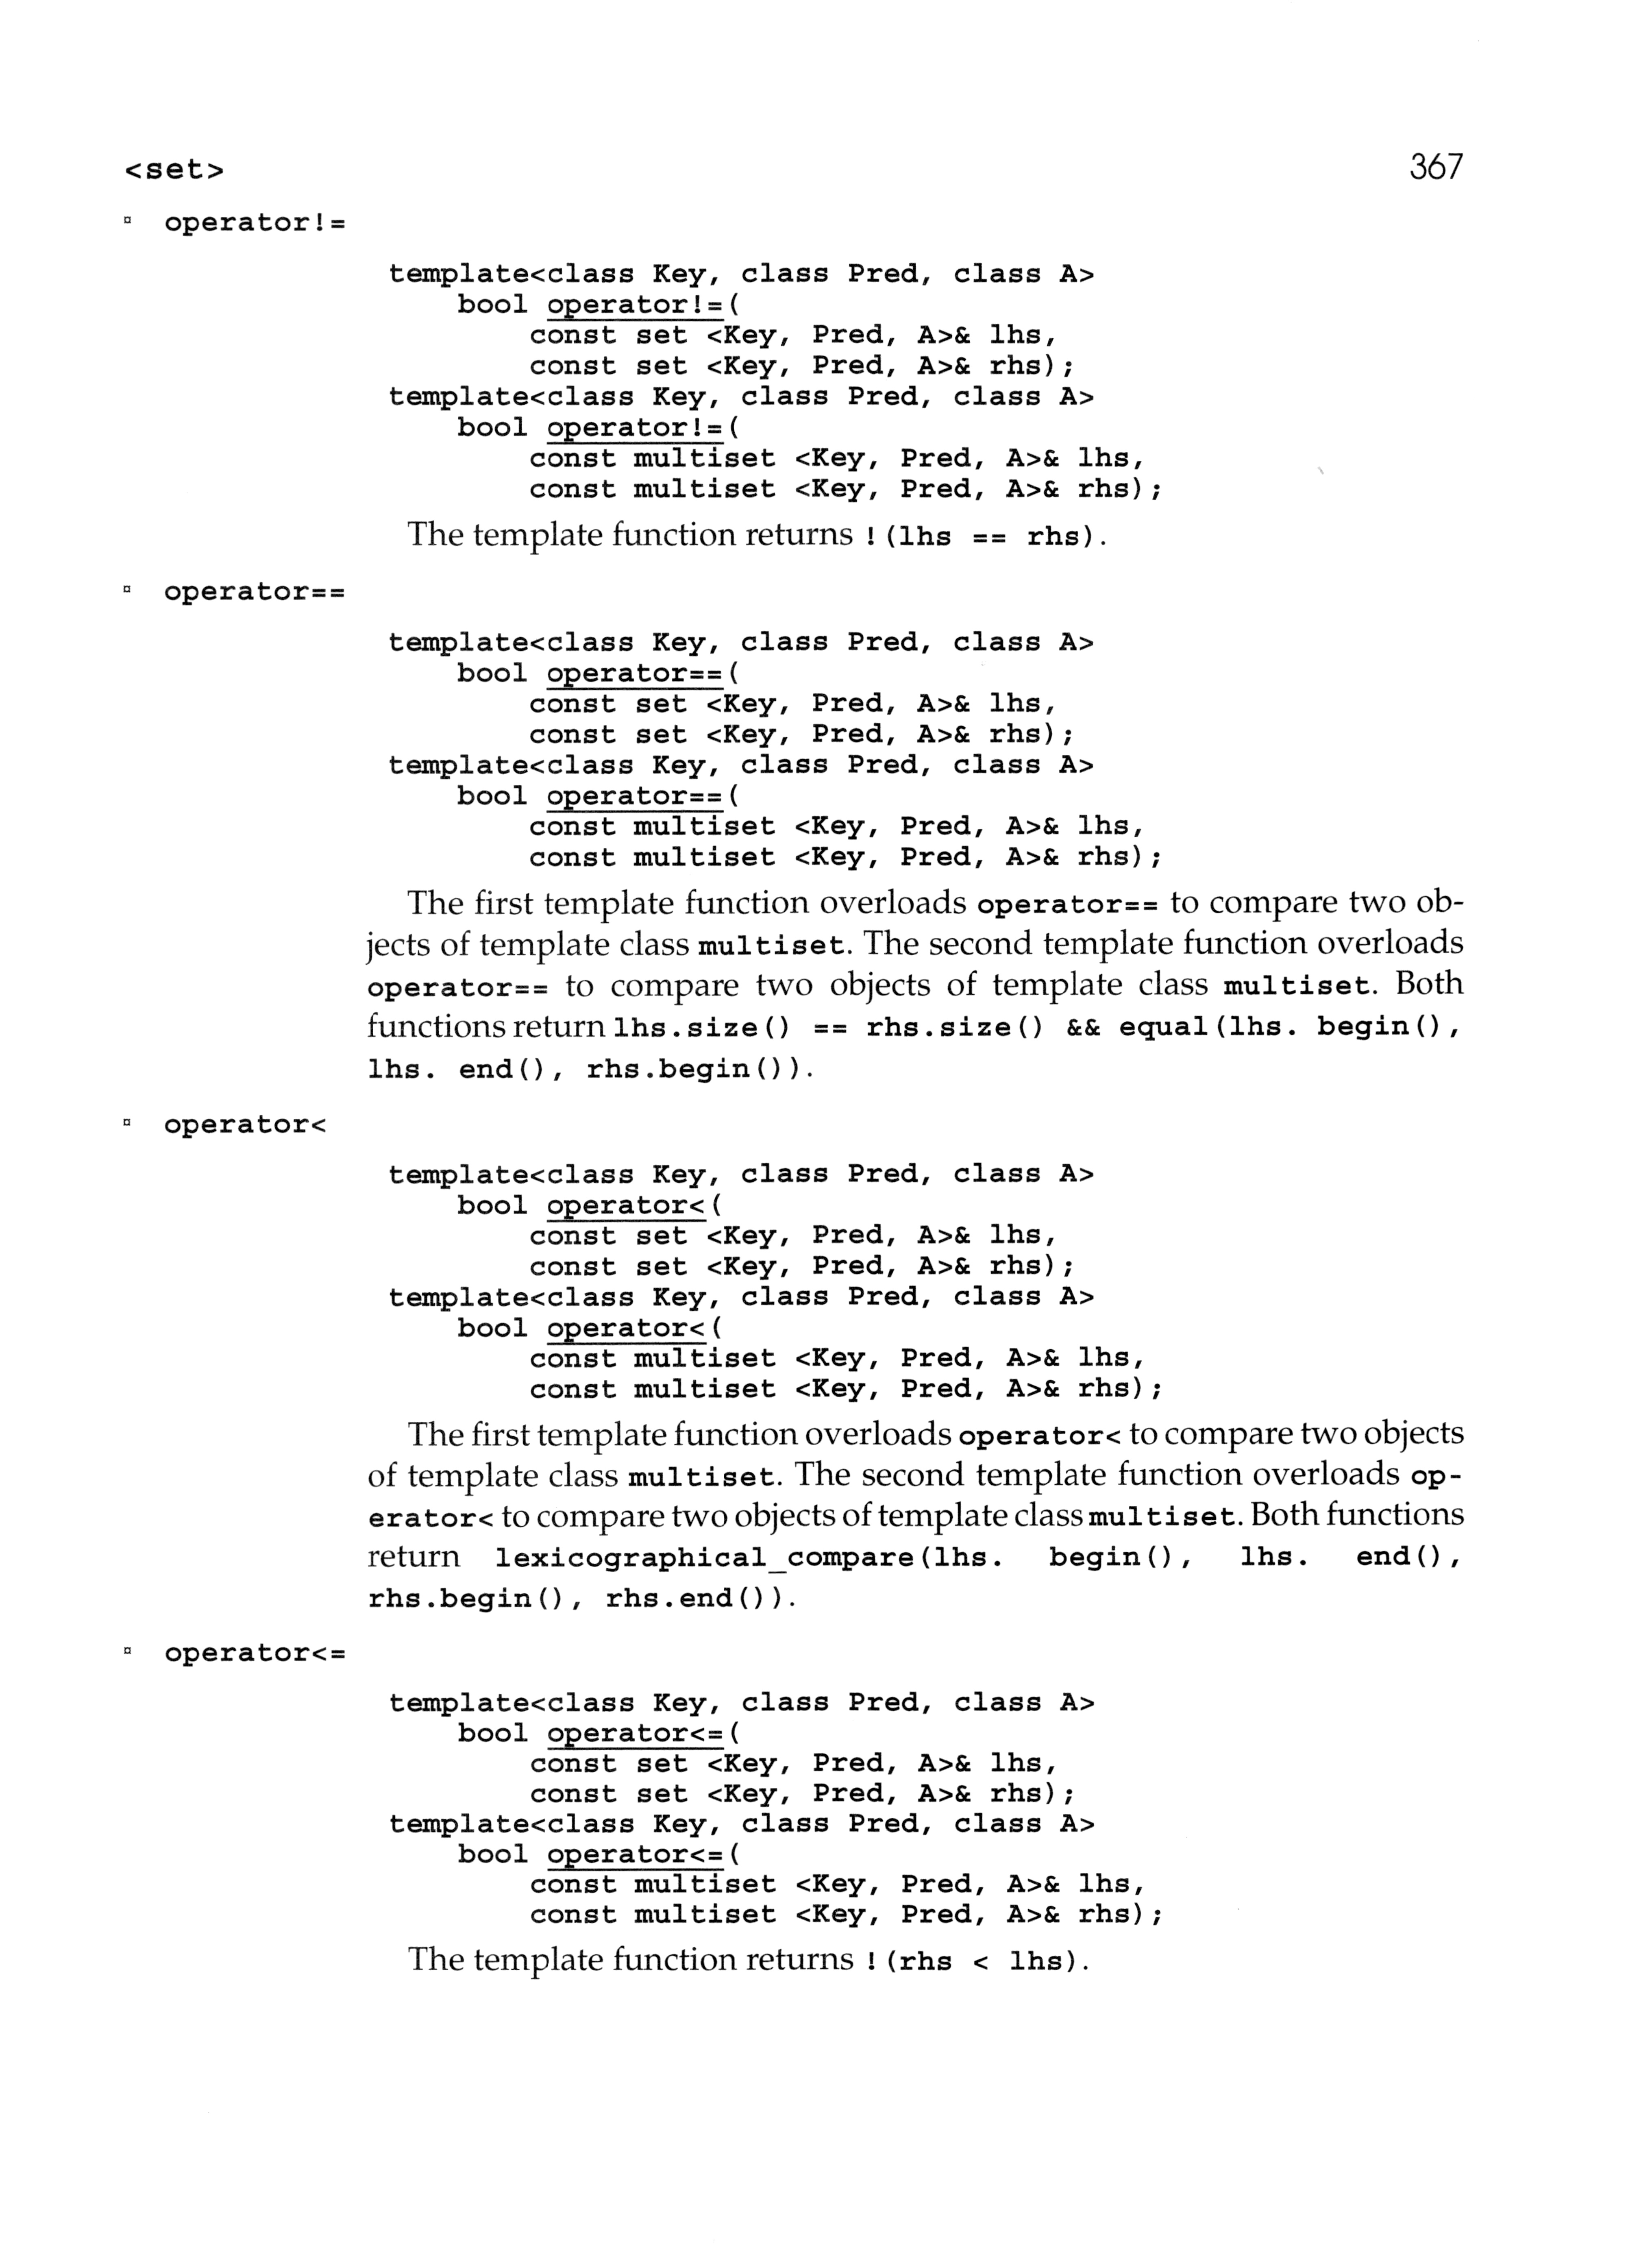 <set>
367
▫ operator!=
template<class Key, class Pred, class A>
bool operator!=(
const set <Key, Pred, A>& lhs,
const set <Key, Pred, A>& rhs);
template<class Key, class Pred, class A>
bool operator!=(
const multiset <Key, Pred, A>& lhs,
const multiset <Key, Pred, A>& rhs);
The template function returns !(lhs == rhs).
▫ operator==
template<class Key, class Pred, class A>
bool operator==(
const set <Key, Pred, A>& lhs,
const set <Key, Pred, A>& rhs);
template<class Key, class Pred, class A>
bool operator==(
const multiset <Key, Pred, A>& lhs,
const multiset <Key, Pred, A>& rhs);
The first template function overloads operator== to compare two ob-
jects of template class multiset. The second template function overloads
operator== to compare two objects of template class multiset. Both
functions return lhs.size() == rhs.size() && equal(lhs. begin(),
lhs. end(), rhs.begin()).
▫ operator<
template<class Key, class Pred, class A>
bool operator<(
const set <Key, Pred, A>& lhs,
const set <Key, Pred, A>& rhs);
template<class Key, class Pred, class A>
bool operator<(
const multiset <Key, Pred, A>& lhs,
const multiset <Key, Pred, A>& rhs);
The first template function overloads operator< to compare two objects
of template class multiset. The second template function overloads op-
erator< to compare two objects of template class multiset. Both functions
return lexicographical_compare(lhs. begin(), lhs. end(),
rhs.begin(), rhs.end()).
▫ operator<=
template<class Key, class Pred, class A>
bool operator<=(
const set <Key, Pred, A>& lhs,
const set <Key, Pred, A>& rhs);
template<class Key, class Pred, class A>
bool operator<=(
const multiset <Key, Pred, A>& lhs,
const multiset <Key, Pred, A>& rhs);
The template function returns !(rhs < lhs).